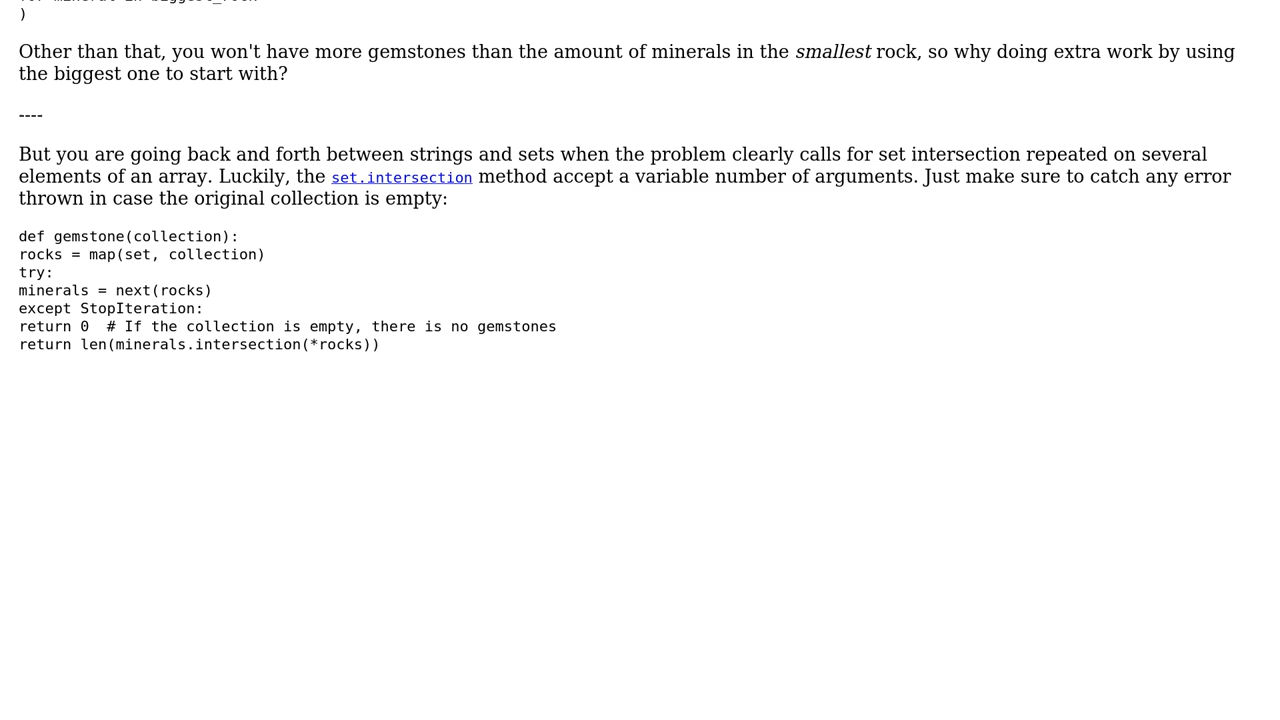 )
Other than that, you won't have more gemstones than the amount of minerals in the smallest rock, so why doing extra work by using
the biggest one to start with?
----
But you are going back and forth between strings and sets when the problem clearly calls for set intersection repeated on several
elements of an array. Luckily, the set.intersection method accept a variable number of arguments. Just make sure to catch any error
thrown in case the original collection is empty:
def gemstone(collection):
rocks = map(set, collection)
try:
minerals = next(rocks)
except StopIteration:
return 0  # If the collection is empty, there is no gemstones
return len(minerals.intersection(*rocks))